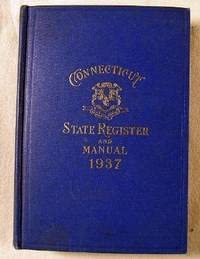 CONNECTICUT
STATE REGISTER
AND
MANUAL
1937